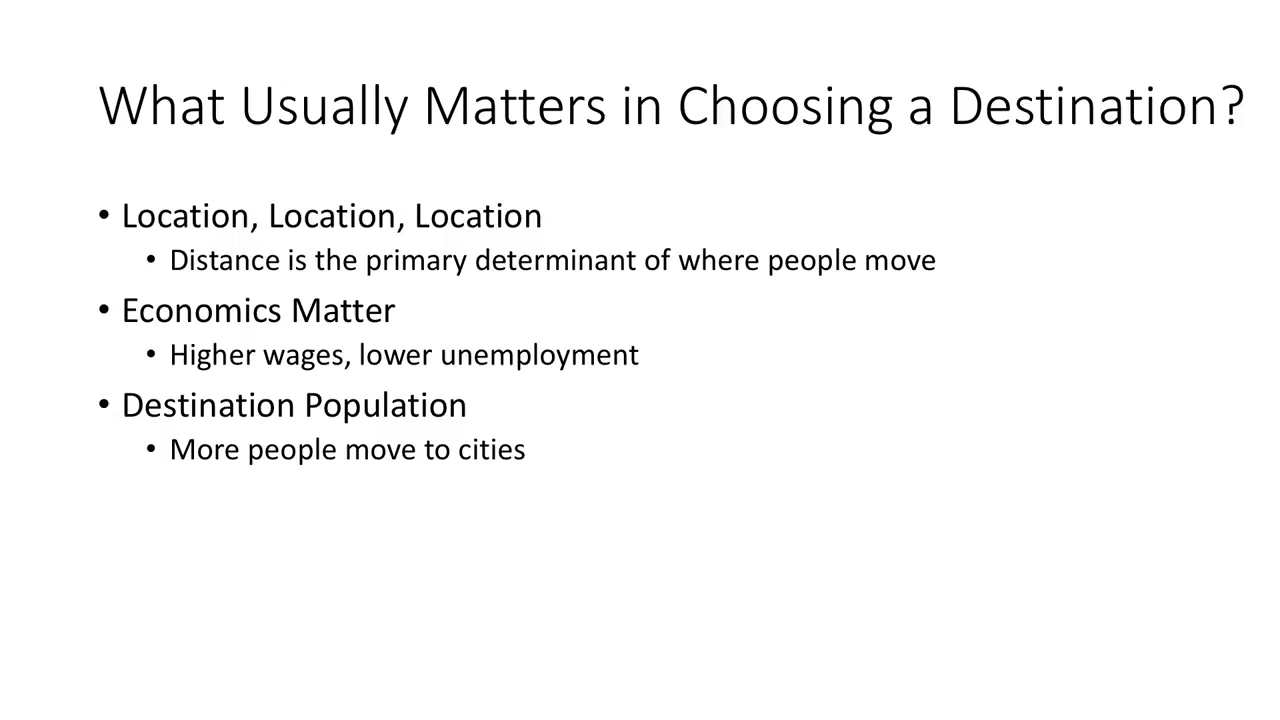 What Usually Matters in Choosing a Destination?
• Location, Location, Location
• Distance is the primary determinant of where people move
• Economics Matter
• Higher wages, lower unemployment
• Destination Population
• More people move to cities